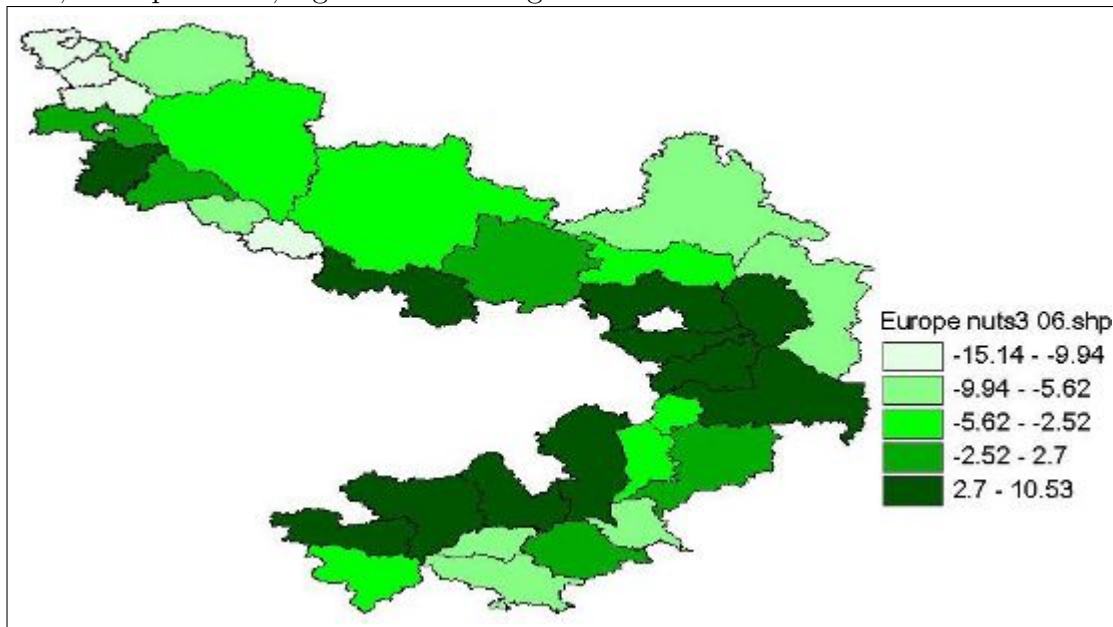 Europe nuts3 06.shp
-15.14 - -9.94
-9.94 - -5.62
-5.62 - -2.52
-2.52 - 2.7
2.7 - 10.53